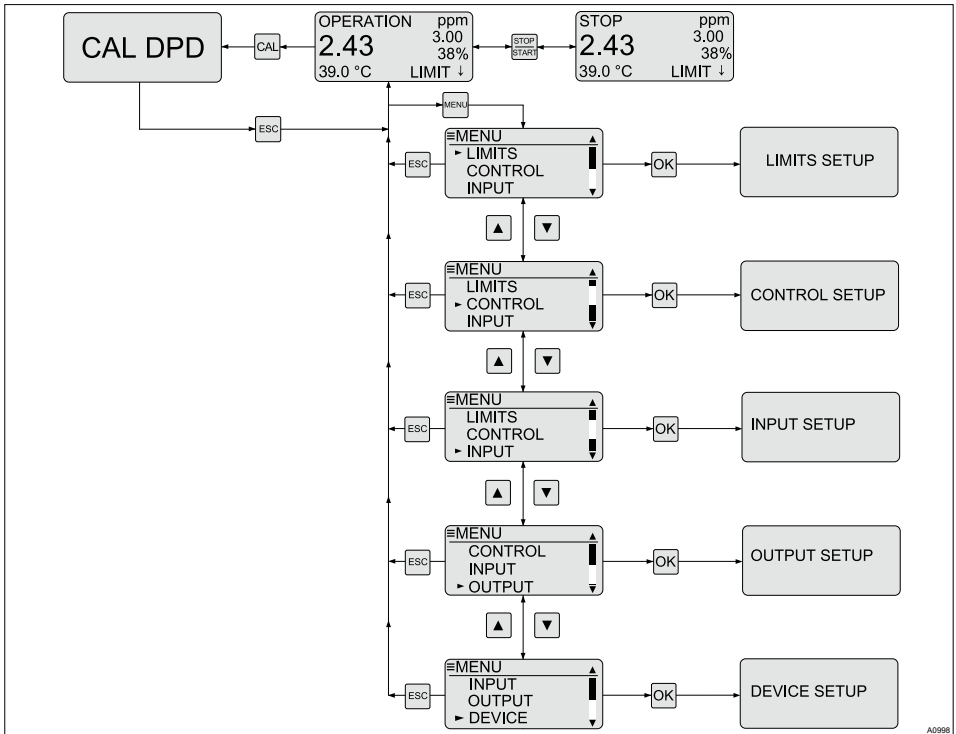 CAL DPD
CAL
OPERATION ppm
2.43 3.00
38%
39.0 °C LIMIT ↓
STOP
START
STOP ppm
2.43 3.00
38%
39.0 °C LIMIT ↓
ESC
MENU
≡MENU ▲
► LIMITS
CONTROL
INPUT ▼
ESC
OK
LIMITS SETUP
▲ ▼
≡MENU ▲
LIMITS
► CONTROL
INPUT ▼
ESC
OK
CONTROL SETUP
▲ ▼
≡MENU ▲
LIMITS
CONTROL
► INPUT ▼
ESC
OK
INPUT SETUP
▲ ▼
≡MENU ▲
CONTROL
INPUT
► OUTPUT ▼
ESC
OK
OUTPUT SETUP
▲ ▼
≡MENU ▲
INPUT
OUTPUT
► DEVICE ▼
ESC
OK
DEVICE SETUP
A0998